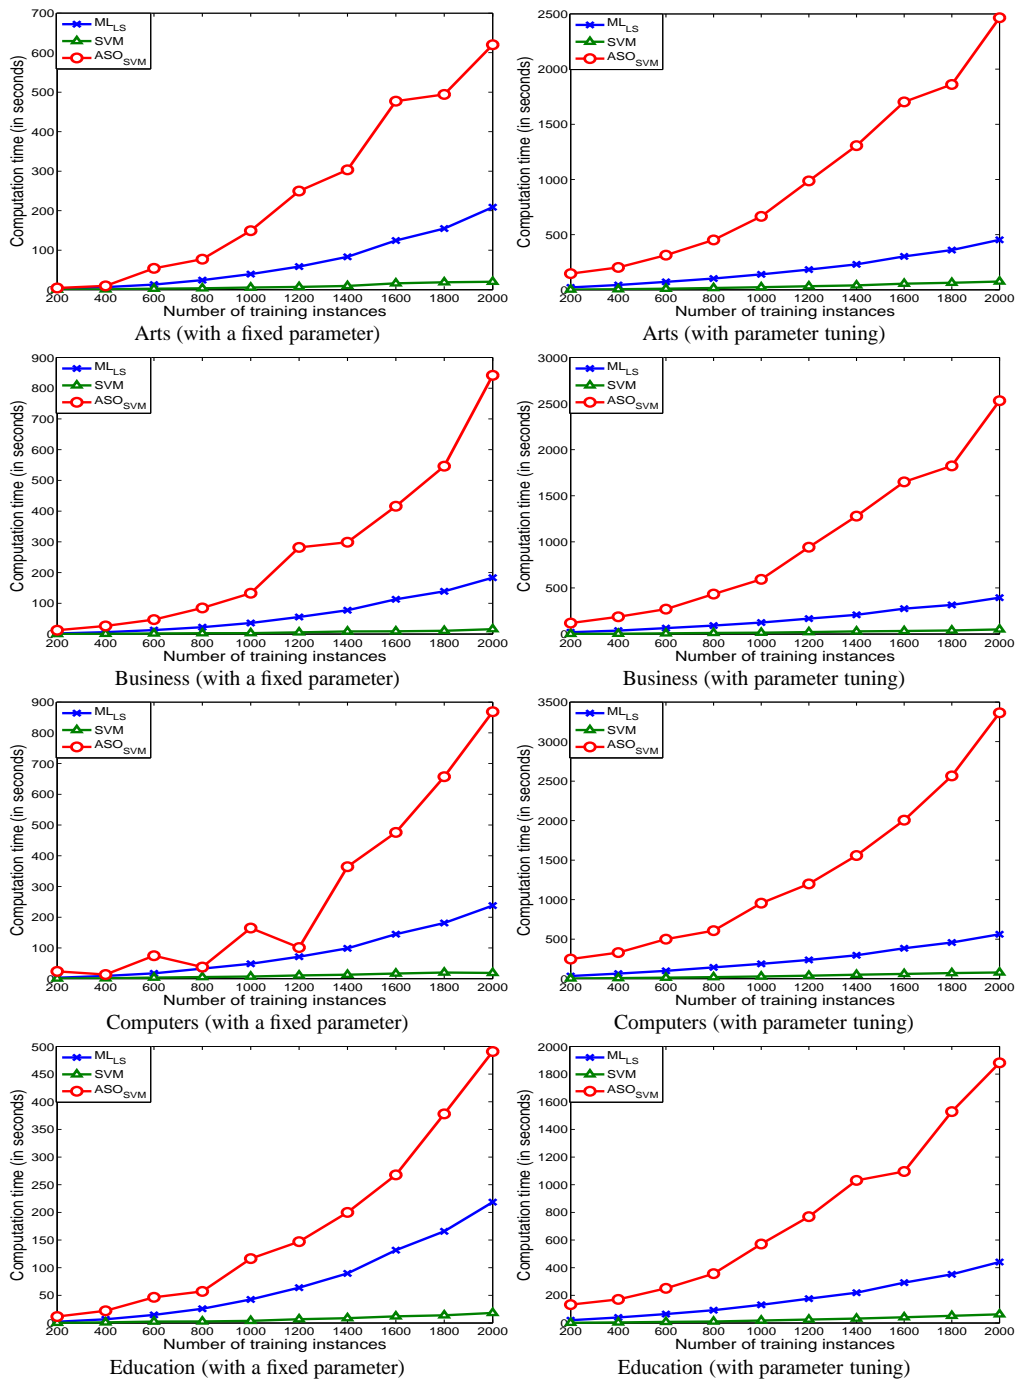 ML_LS
SVM
ASO_SVM
Computation time (in seconds)
700
600
500
400
300
200
100
0
200 400 600 800 1000 1200 1400 1600 1800 2000
Number of training instances
Arts (with a fixed parameter)
ML_LS
SVM
ASO_SVM
Computation time (in seconds)
2500
2000
1500
1000
500
0
200 400 600 800 1000 1200 1400 1600 1800 2000
Number of training instances
Arts (with parameter tuning)
ML_LS
SVM
ASO_SVM
Computation time (in seconds)
900
800
700
600
500
400
300
200
100
0
200 400 600 800 1000 1200 1400 1600 1800 2000
Number of training instances
Business (with a fixed parameter)
ML_LS
SVM
ASO_SVM
Computation time (in seconds)
3000
2500
2000
1500
1000
500
0
200 400 600 800 1000 1200 1400 1600 1800 2000
Number of training instances
Business (with parameter tuning)
ML_LS
SVM
ASO_SVM
Computation time (in seconds)
900
800
700
600
500
400
300
200
100
0
200 400 600 800 1000 1200 1400 1600 1800 2000
Number of training instances
Computers (with a fixed parameter)
ML_LS
SVM
ASO_SVM
Computation time (in seconds)
3500
3000
2500
2000
1500
1000
500
0
200 400 600 800 1000 1200 1400 1600 1800 2000
Number of training instances
Computers (with parameter tuning)
ML_LS
SVM
ASO_SVM
Computation time (in seconds)
500
450
400
350
300
250
200
150
100
50
0
200 400 600 800 1000 1200 1400 1600 1800 2000
Number of training instances
Education (with a fixed parameter)
ML_LS
SVM
ASO_SVM
Computation time (in seconds)
2000
1800
1600
1400
1200
1000
800
600
400
200
0
200 400 600 800 1000 1200 1400 1600 1800 2000
Number of training instances
Education (with parameter tuning)